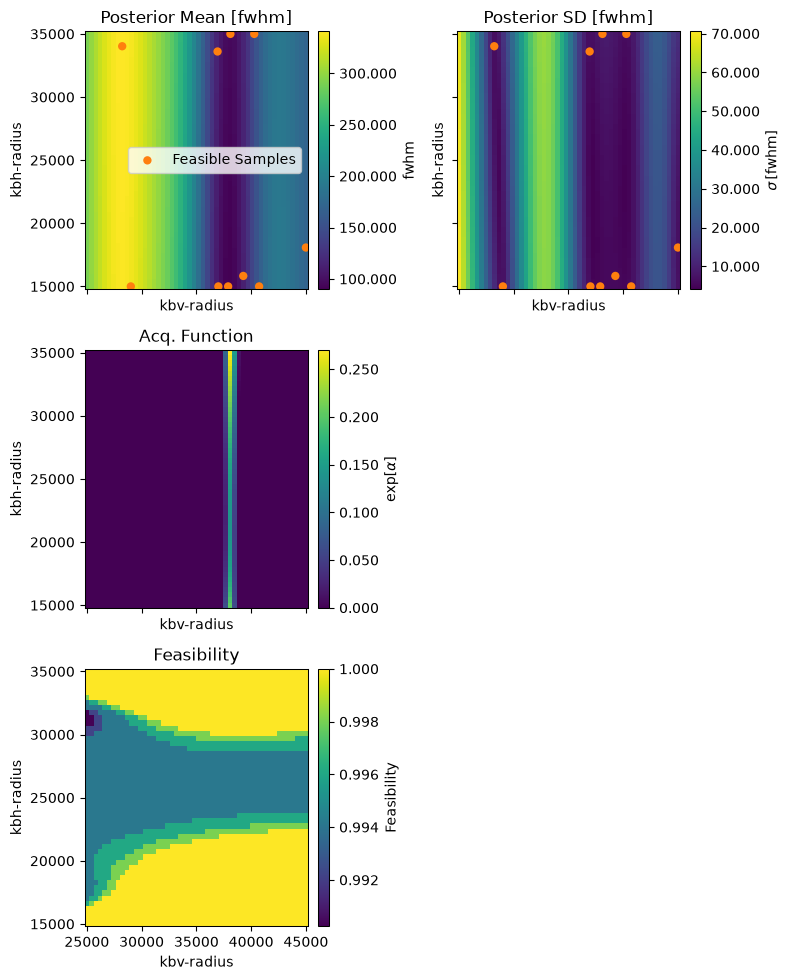 Posterior Mean [fwhm]
35000
30000
25000
20000
15000
kbh-radius
kbv-radius
Feasible Samples
300.000
250.000
200.000
150.000
100.000
fwhm
Posterior SD [fwhm]
kbh-radius
kbv-radius
70.000
60.000
50.000
40.000
30.000
20.000
10.000
σ [fwhm]
Acq. Function
35000
30000
25000
20000
15000
kbh-radius
kbv-radius
0.250
0.200
0.150
0.100
0.050
0.000
exp[α]
Feasibility
35000
30000
25000
20000
15000
kbh-radius
25000 30000 35000 40000 45000
kbv-radius
1.000
0.998
0.996
0.994
0.992
Feasibility